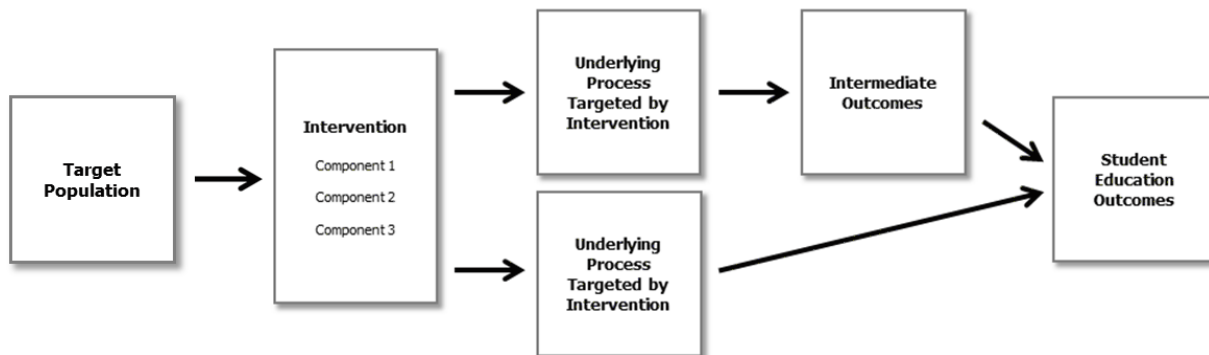 Target
Population
Intervention
Component 1
Component 2
Component 3
Underlying
Process
Targeted by
Intervention
Intermediate
Outcomes
Underlying
Process
Targeted by
Intervention
Student
Education
Outcomes